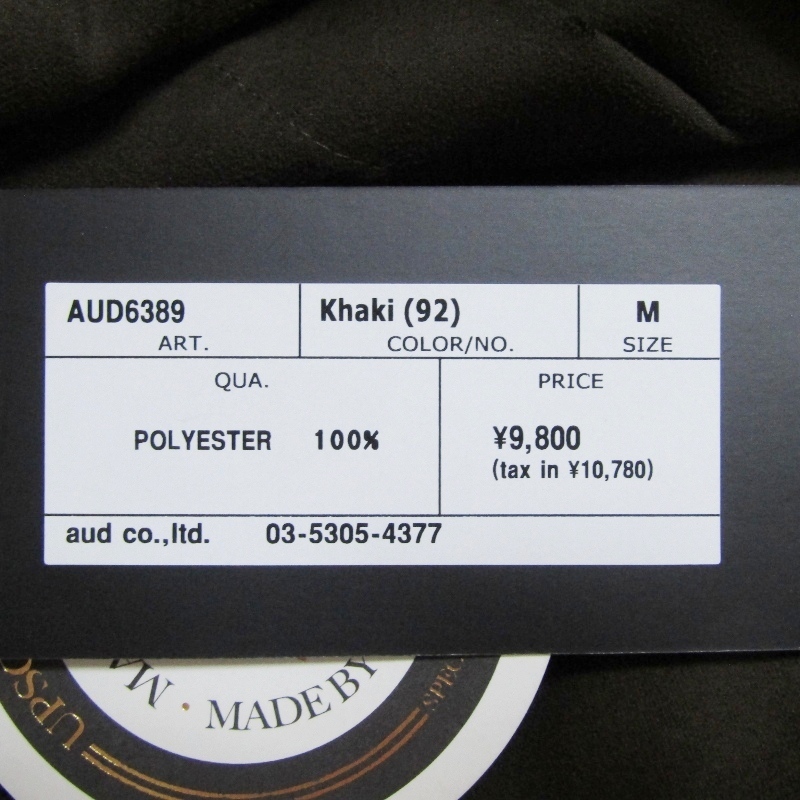 AUD6389 Khaki (92) M
ART. COLOR/NO. SIZE
QUA. PRICE
POLYESTER 100% ¥9,800
(tax in ¥10,780)
aud co.,ltd. 03-5305-4377
MADE BY